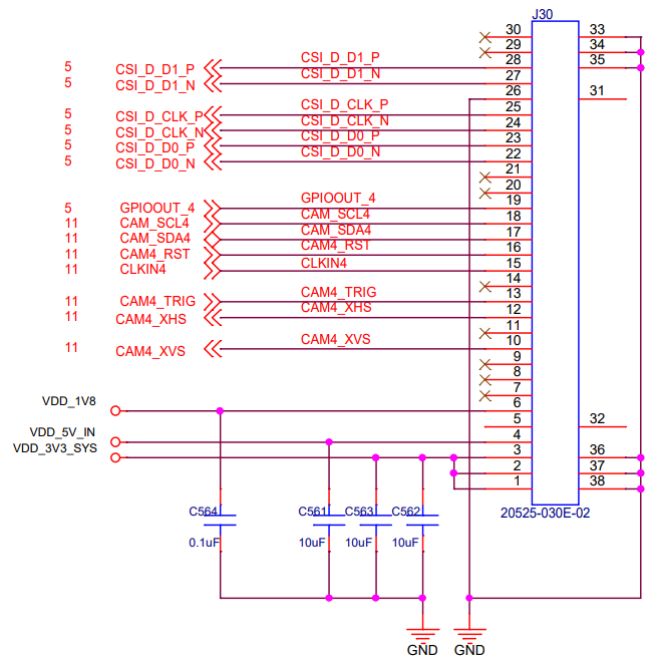 J30
30 33
29 34
CSI_D_D1_P 28 35
5 CSI_D_D1_P CSI_D_D1_N 27
5 CSI_D_D1_N 26 31
CSI_D_CLK_P 25
5 CSI_D_CLK_P CSI_D_CLK_N 24
5 CSI_D_CLK_N CSI_D_D0_P 23
5 CSI_D_D0_P CSI_D_D0_N 22
5 CSI_D_D0_N 21
20
GPIOOUT_4 19
5 GPIOOUT_4 CAM_SCL4 18
11 CAM_SCL4 CAM_SDA4 17
11 CAM_SDA4 CAM4_RST 16
11 CAM4_RST CLKIN4 15
11 CLKIN4 14
CAM4_TRIG 13
11 CAM4_TRIG CAM4_XHS 12
11 CAM4_XHS 11
CAM4_XVS 10
11 CAM4_XVS 9
8
7
VDD_1V8 6
5 32
VDD_5V_IN 4
VDD_3V3_SYS 3 36
2 37
1 38
C564 C561 C563 C562 20525-030E-02
0.1uF 10uF 10uF 10uF
GND GND